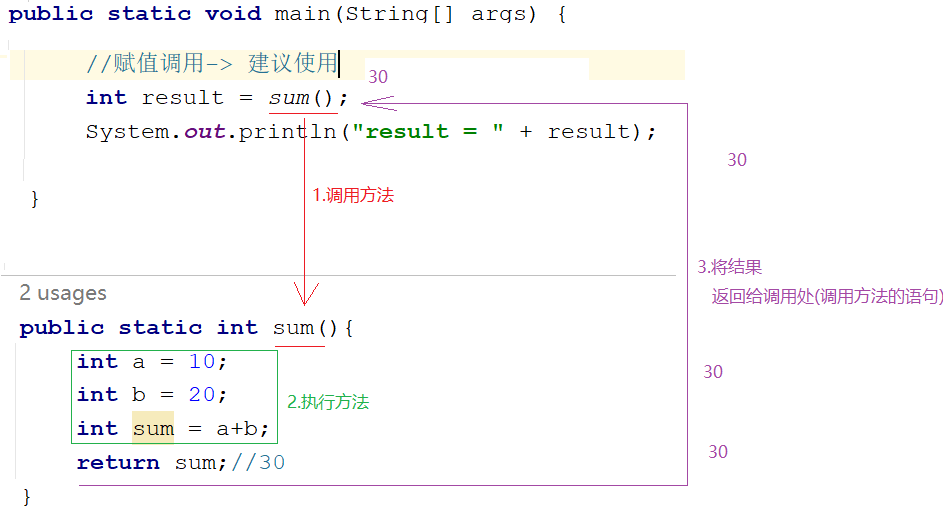 public static void main(String[] args) {
//赋值调用-> 建议使用
30
int result = sum();
System.out.println("result = " + result);
30
}
1.调用方法
3.将结果
返回给调用处(调用方法的语句)
2 usages
public static int sum(){
int a = 10;
30
int b = 20;
2.执行方法
int sum = a+b;
30
return sum;//30
}